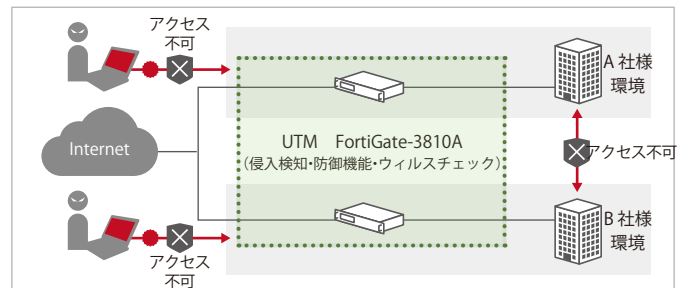 アクセス
不可
A 社様
環境
Internet
UTM FortiGate-3810A
(侵入検知・防御機能・ウィルスチェック)
アクセス不可
B 社様
環境
アクセス
不可